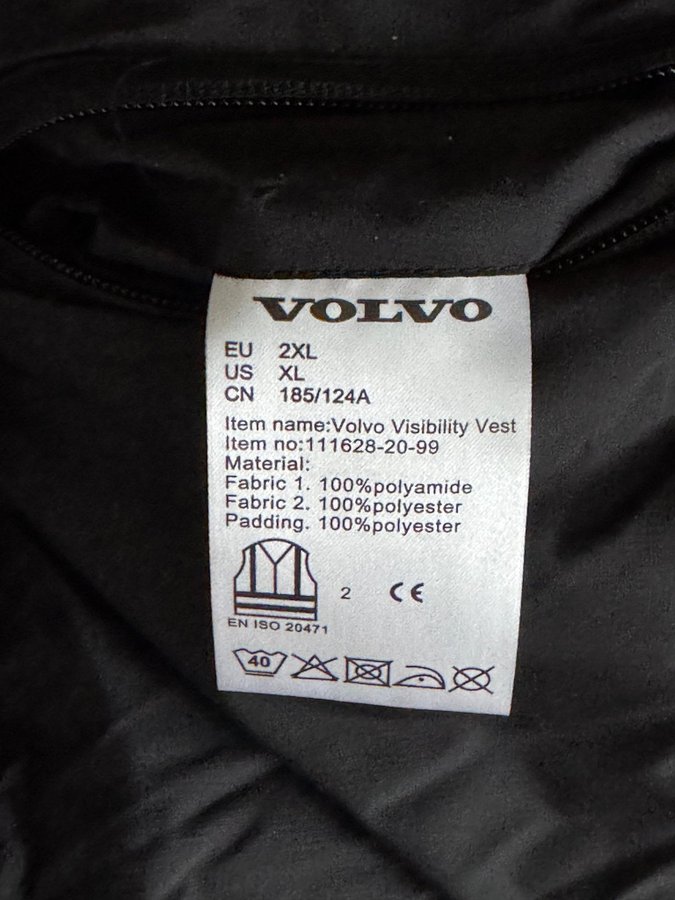 VOLVO
EU 2XL
US XL
CN 185/124A
Item name:Volvo Visibility Vest
Item no:111628-20-99
Material:
Fabric 1. 100%polyamide
Fabric 2. 100%polyester
Padding. 100%polyester
2 CE
EN ISO 20471
40